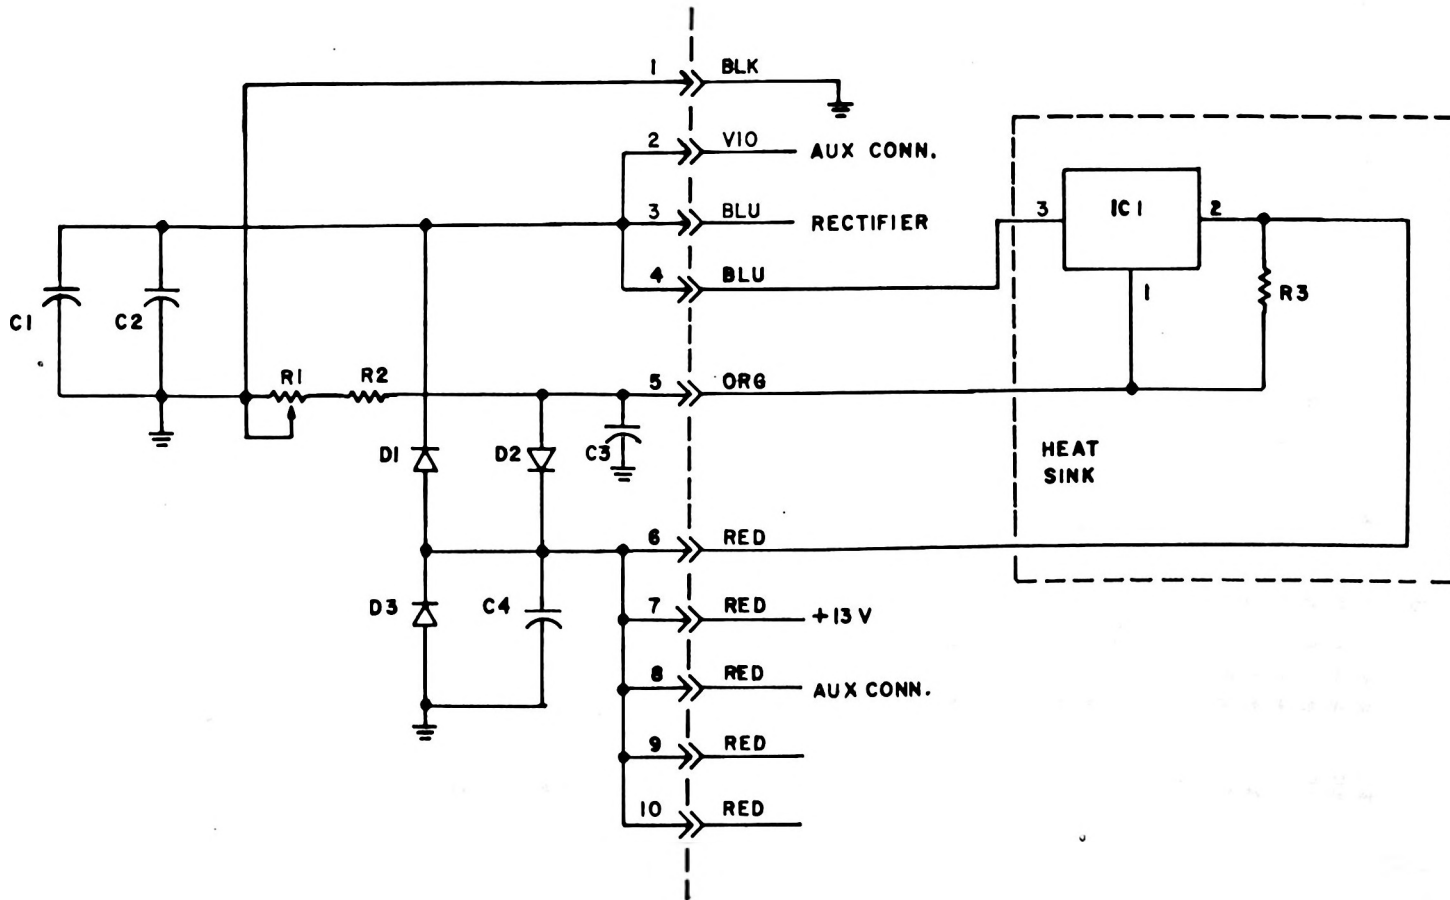 1 BLK
2 VIO AUX CONN.
3 BLU RECTIFIER
4 BLU
3 IC1 2
1
R3
C1
C2
R1
R2
5 ORG
D1
D2
C3
HEAT
SINK
6 RED
D3
C4
7 RED +13V
8 RED AUX CONN.
9 RED
10 RED